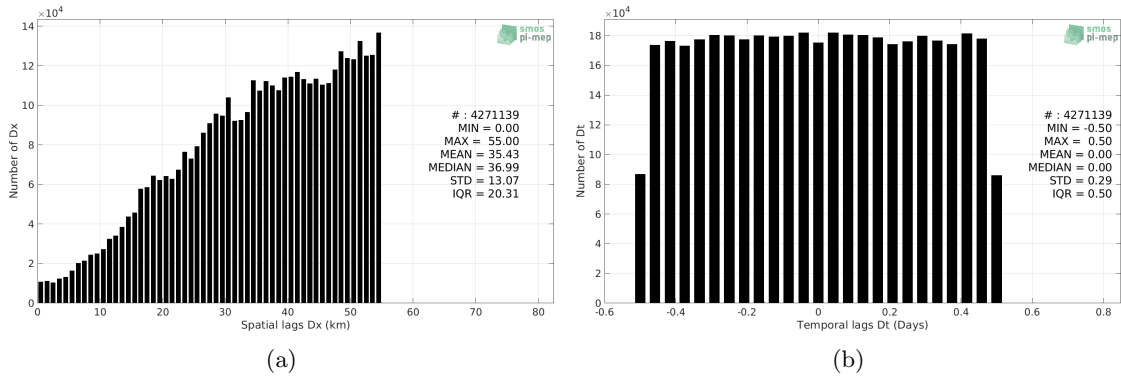 ×10⁴
14
12
10
8
6
4
2
0
Number of Dx
0 10 20 30 40 50 60 70 80
Spatial lags Dx (km)
smos
pi-mep
# : 4271139
MIN = 0.00
MAX = 55.00
MEAN = 35.43
MEDIAN = 36.99
STD = 13.07
IQR = 20.31
(a)
×10⁴
18
16
14
12
10
8
6
4
2
0
Number of Dt
-0.6 -0.4 -0.2 0 0.2 0.4 0.6 0.8
Temporal lags Dt (Days)
smos
pi-mep
# : 4271139
MIN = -0.50
MAX = 0.50
MEAN = 0.00
MEDIAN = 0.00
STD = 0.29
IQR = 0.50
(b)